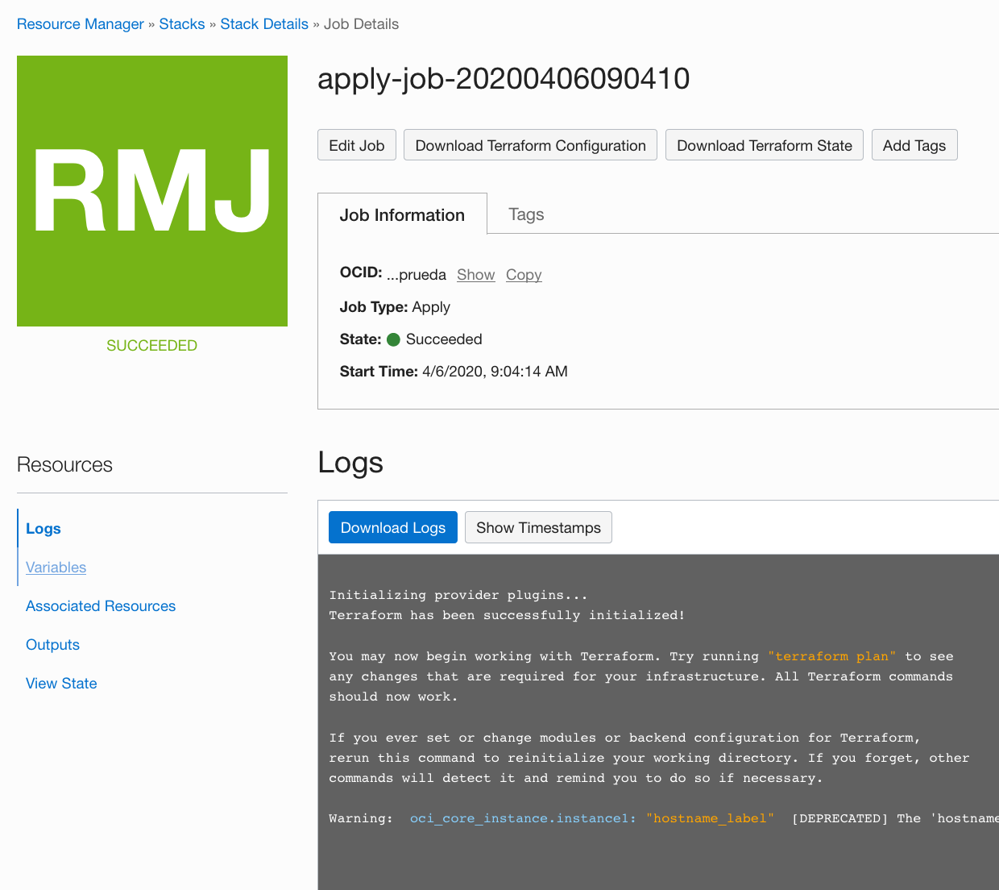 Resource Manager » Stacks » Stack Details » Job Details
RMJ
SUCCEEDED
apply-job-20200406090410
Edit Job
Download Terraform Configuration
Download Terraform State
Add Tags
Job Information
Tags
OCID: ...prueda Show Copy
Job Type: Apply
State: Succeeded
Start Time: 4/6/2020, 9:04:14 AM
Resources
Logs
Variables
Associated Resources
Outputs
View State
Logs
Download Logs
Show Timestamps
Initializing provider plugins...
Terraform has been successfully initialized!
You may now begin working with Terraform. Try running "terraform plan" to see
any changes that are required for your infrastructure. All Terraform commands
should now work.
If you ever set or change modules or backend configuration for Terraform,
rerun this command to reinitialize your working directory. If you forget, other
commands will detect it and remind you to do so if necessary.
Warning: oci_core_instance.instance1: "hostname_label" [DEPRECATED] The 'hostname